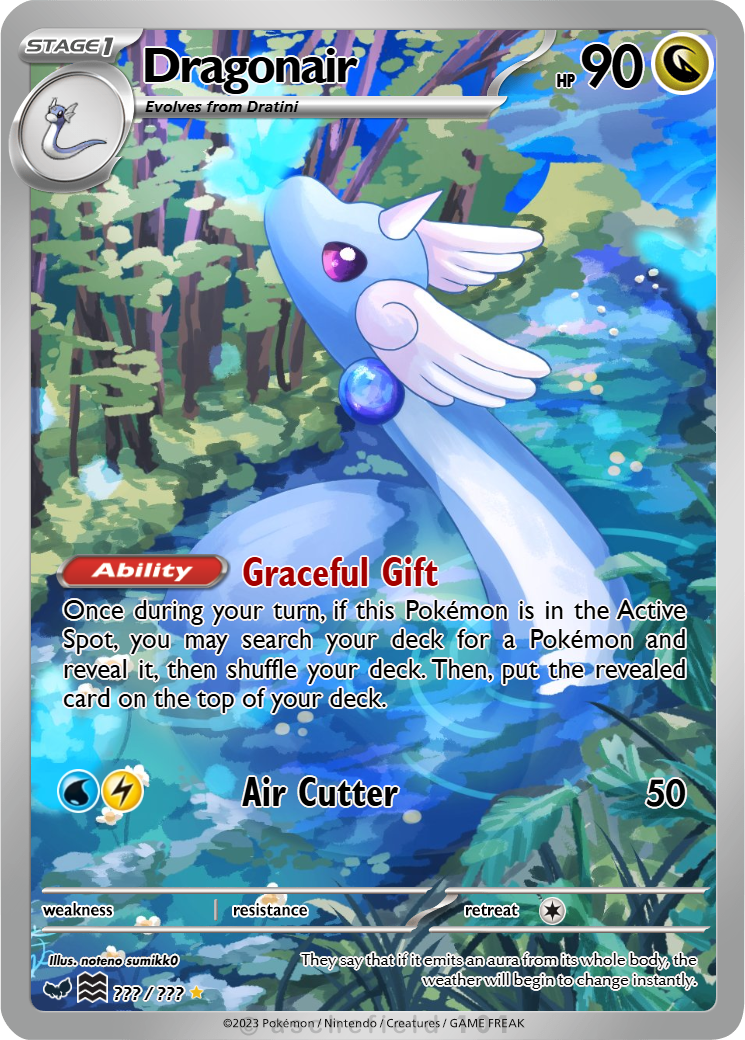 STAGE1
Dragonair
HP 90
Evolves from Dratini
Ability Graceful Gift
Once during your turn, if this Pokémon is in the Active
Spot, you may search your deck for a Pokémon and
reveal it, then shuffle your deck. Then, put the revealed
card on the top of your deck.
Air Cutter 50
weakness resistance retreat
Illus. noteno sumikk0
They say that if it emits an aura from its whole body, the
weather will begin to change instantly.
??? / ???
©2023 Pokémon / Nintendo / Creatures / GAME FREAK